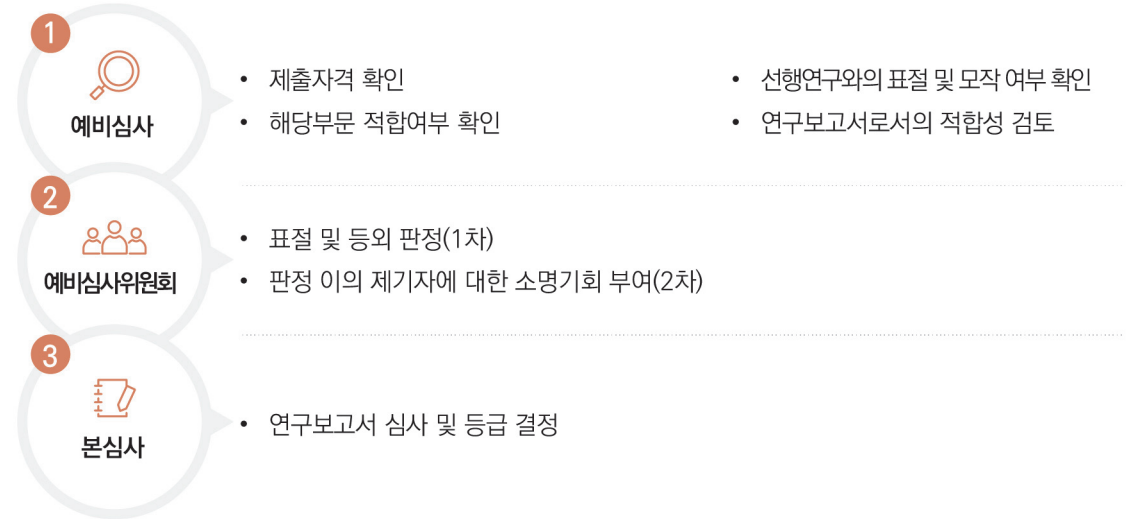 1
예비심사
• 제출자격 확인
• 해당부문 적합여부 확인
• 선행연구와의 표절 및 모작 여부 확인
• 연구보고서로서의 적합성 검토
2
예비심사위원회
• 표절 및 등외 판정(1차)
• 판정 이의 제기자에 대한 소명기회 부여(2차)
3
본심사
• 연구보고서 심사 및 등급 결정